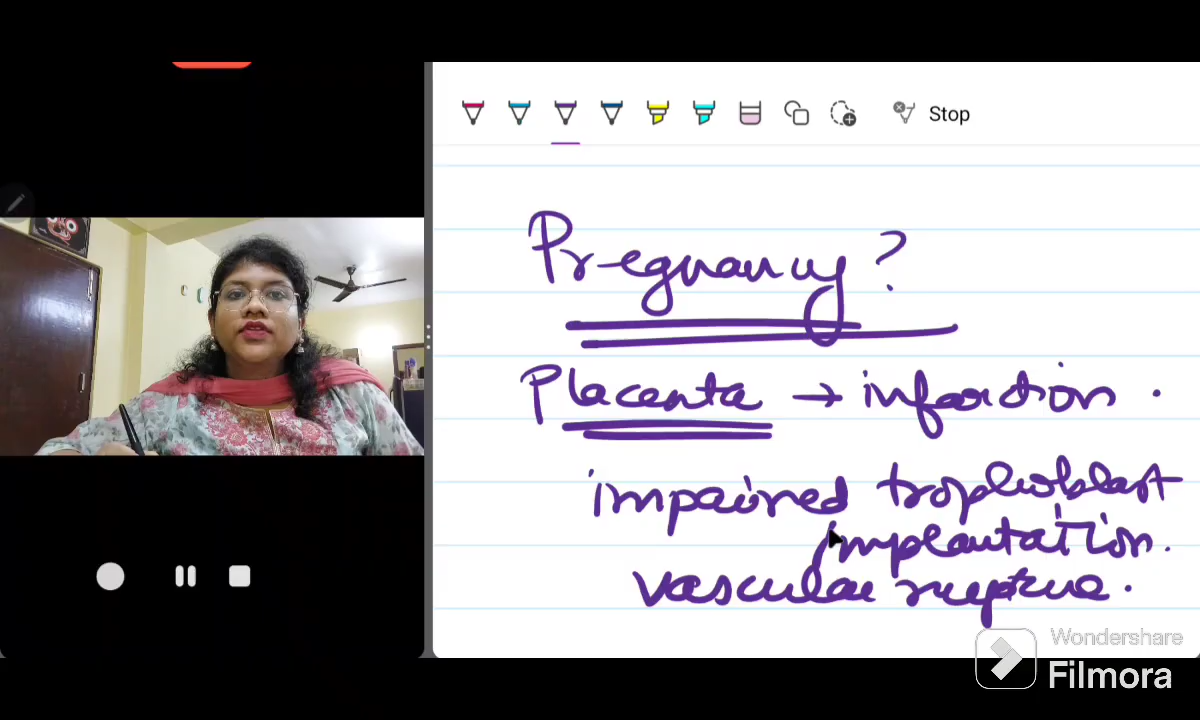 Stop
Pregnancy?
Placenta → infarction.
impaired trophoblast
implantation.
vascular rupture.
Wondershare
Filmora